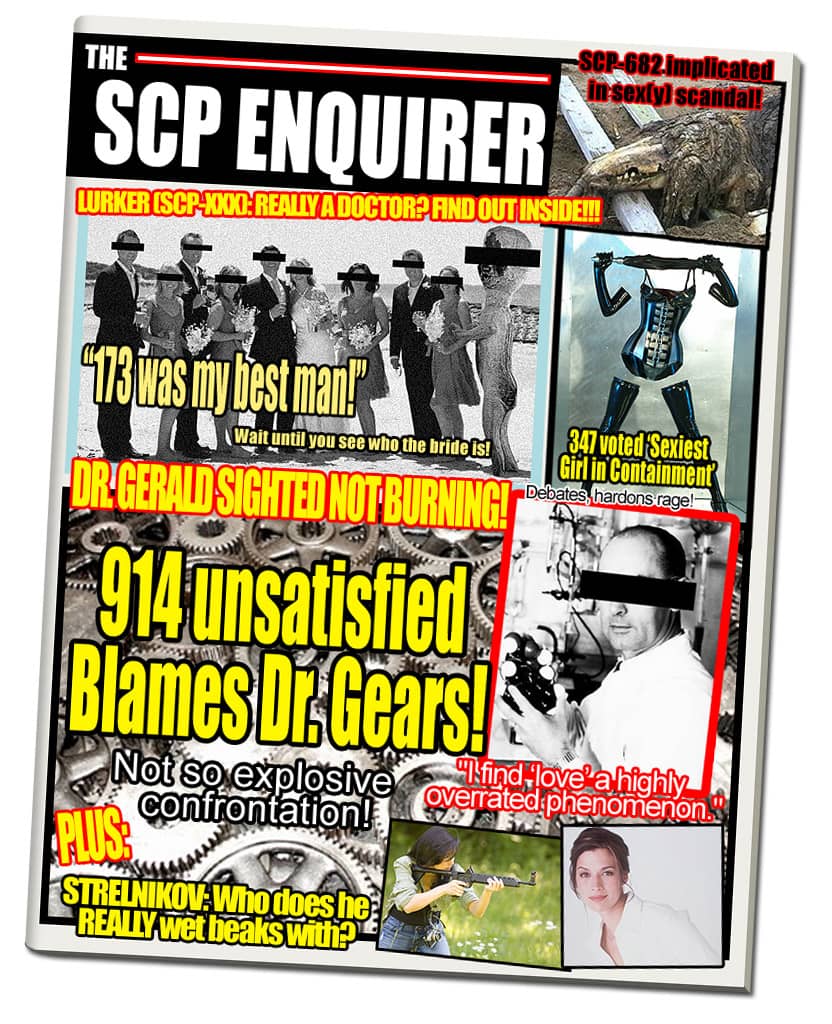 THE
SCP ENQUIRER
SCP-682 implicated
in sex(y) scandal!
LURKER (SCP-XXX): REALLY A DOCTOR? FIND OUT INSIDE!!!
"173 was my best man!"
Wait until you see who the bride is!
347 voted 'Sexiest
Girl in Containment'
Debates, hardons rage!
DR. GERALD SIGHTED NOT BURNING!
914 unsatisfied
Blames Dr. Gears!
Not so explosive
confrontation!
"I find 'love' a highly
overrated phenomenon."
PLUS:
STRELNIKOV: Who does he
REALLY wet beaks with?